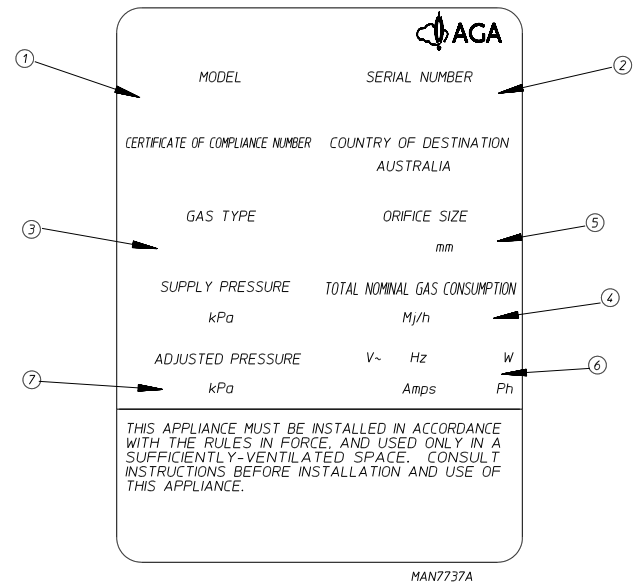 AGA
1
MODEL
SERIAL NUMBER
2
CERTIFICATE OF COMPLIANCE NUMBER
COUNTRY OF DESTINATION
AUSTRALIA
GAS TYPE
ORIFICE SIZE
5
3
mm
SUPPLY PRESSURE
TOTAL NOMINAL GAS CONSUMPTION
4
kPa
Mj/h
ADJUSTED PRESSURE
V~ Hz W
6
7
kPa
Amps Ph
THIS APPLIANCE MUST BE INSTALLED IN ACCORDANCE
WITH THE RULES IN FORCE, AND USED ONLY IN A
SUFFICIENTLY-VENTILATED SPACE. CONSULT
INSTRUCTIONS BEFORE INSTALLATION AND USE OF
THIS APPLIANCE.
MAN7737A